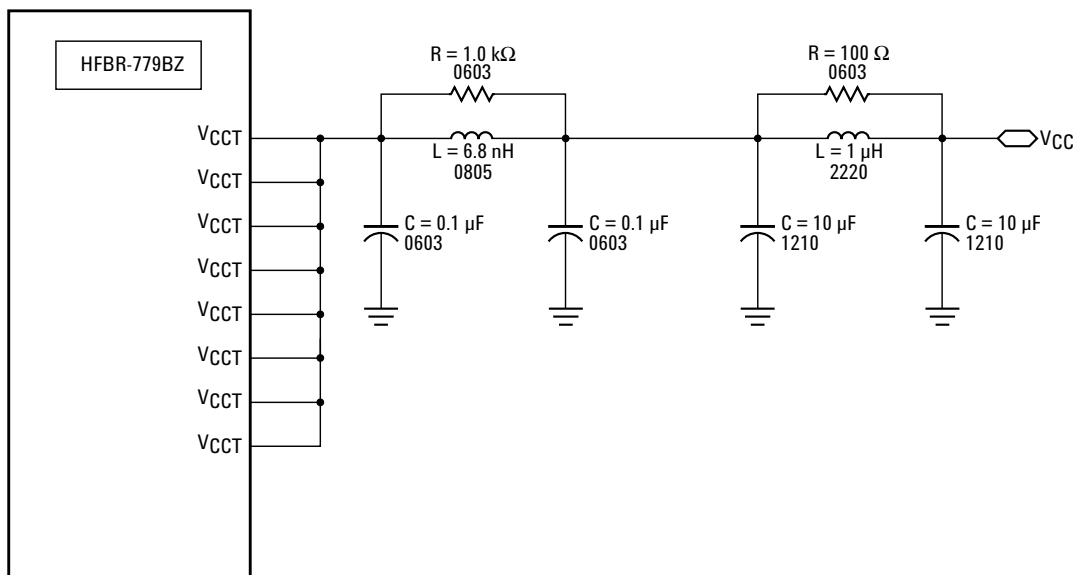 HFBR-779BZ
R = 1.0 kΩ
0603
R = 100 Ω
0603
VCCT
L = 6.8 nH
0805
L = 1 µH
2220
VCC
VCCT
VCCT
C = 0.1 µF
0603
C = 0.1 µF
0603
C = 10 µF
1210
C = 10 µF
1210
VCCT
VCCT
VCCT
VCCT
VCCT